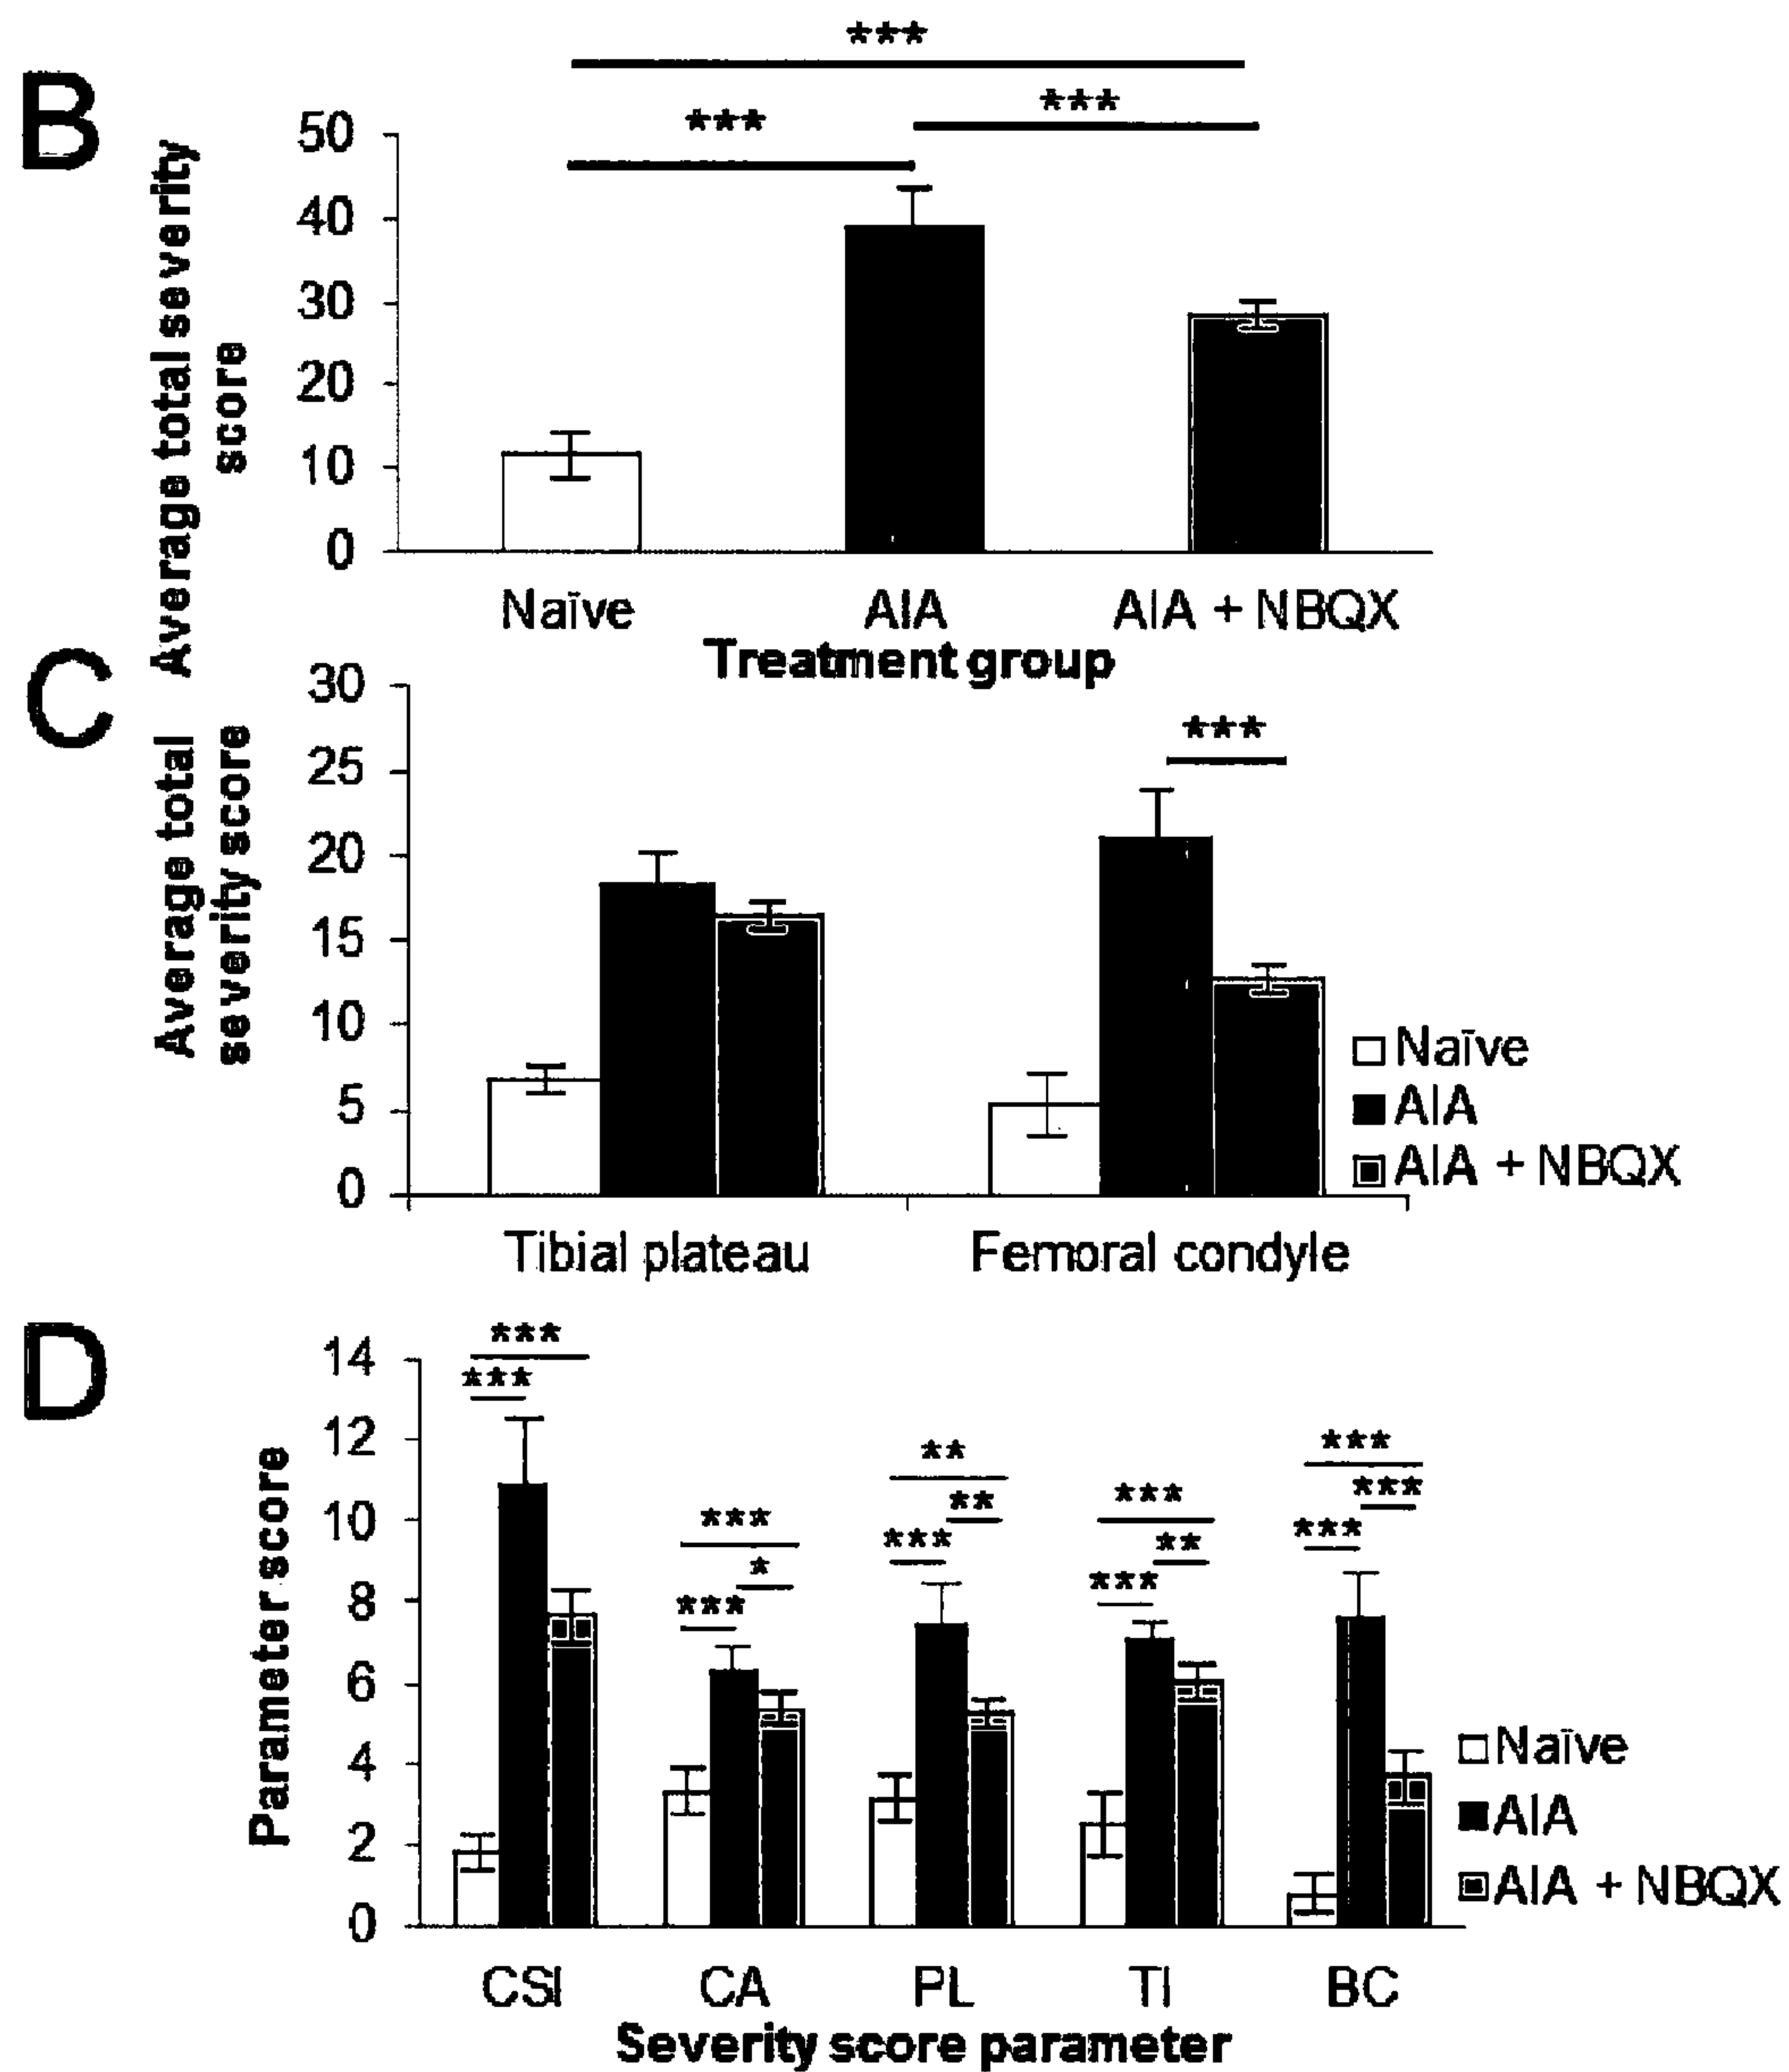 B
Average total severity
score
***
***
***
50
40
30
20
10
0
Naïve
AIA
AIA + NBQX
Treatment group
C
Average total
severity score
30
25
20
15
10
5
0
***
Naïve
AIA
AIA + NBQX
Tibial plateau
Femoral condyle
D
Parameter score
14
12
10
8
6
4
2
0
***
***
***
*
***
**
**
***
***
**
***
***
***
***
Naïve
AIA
AIA + NBQX
CSI
CA
PL
TI
BC
Severity score parameter